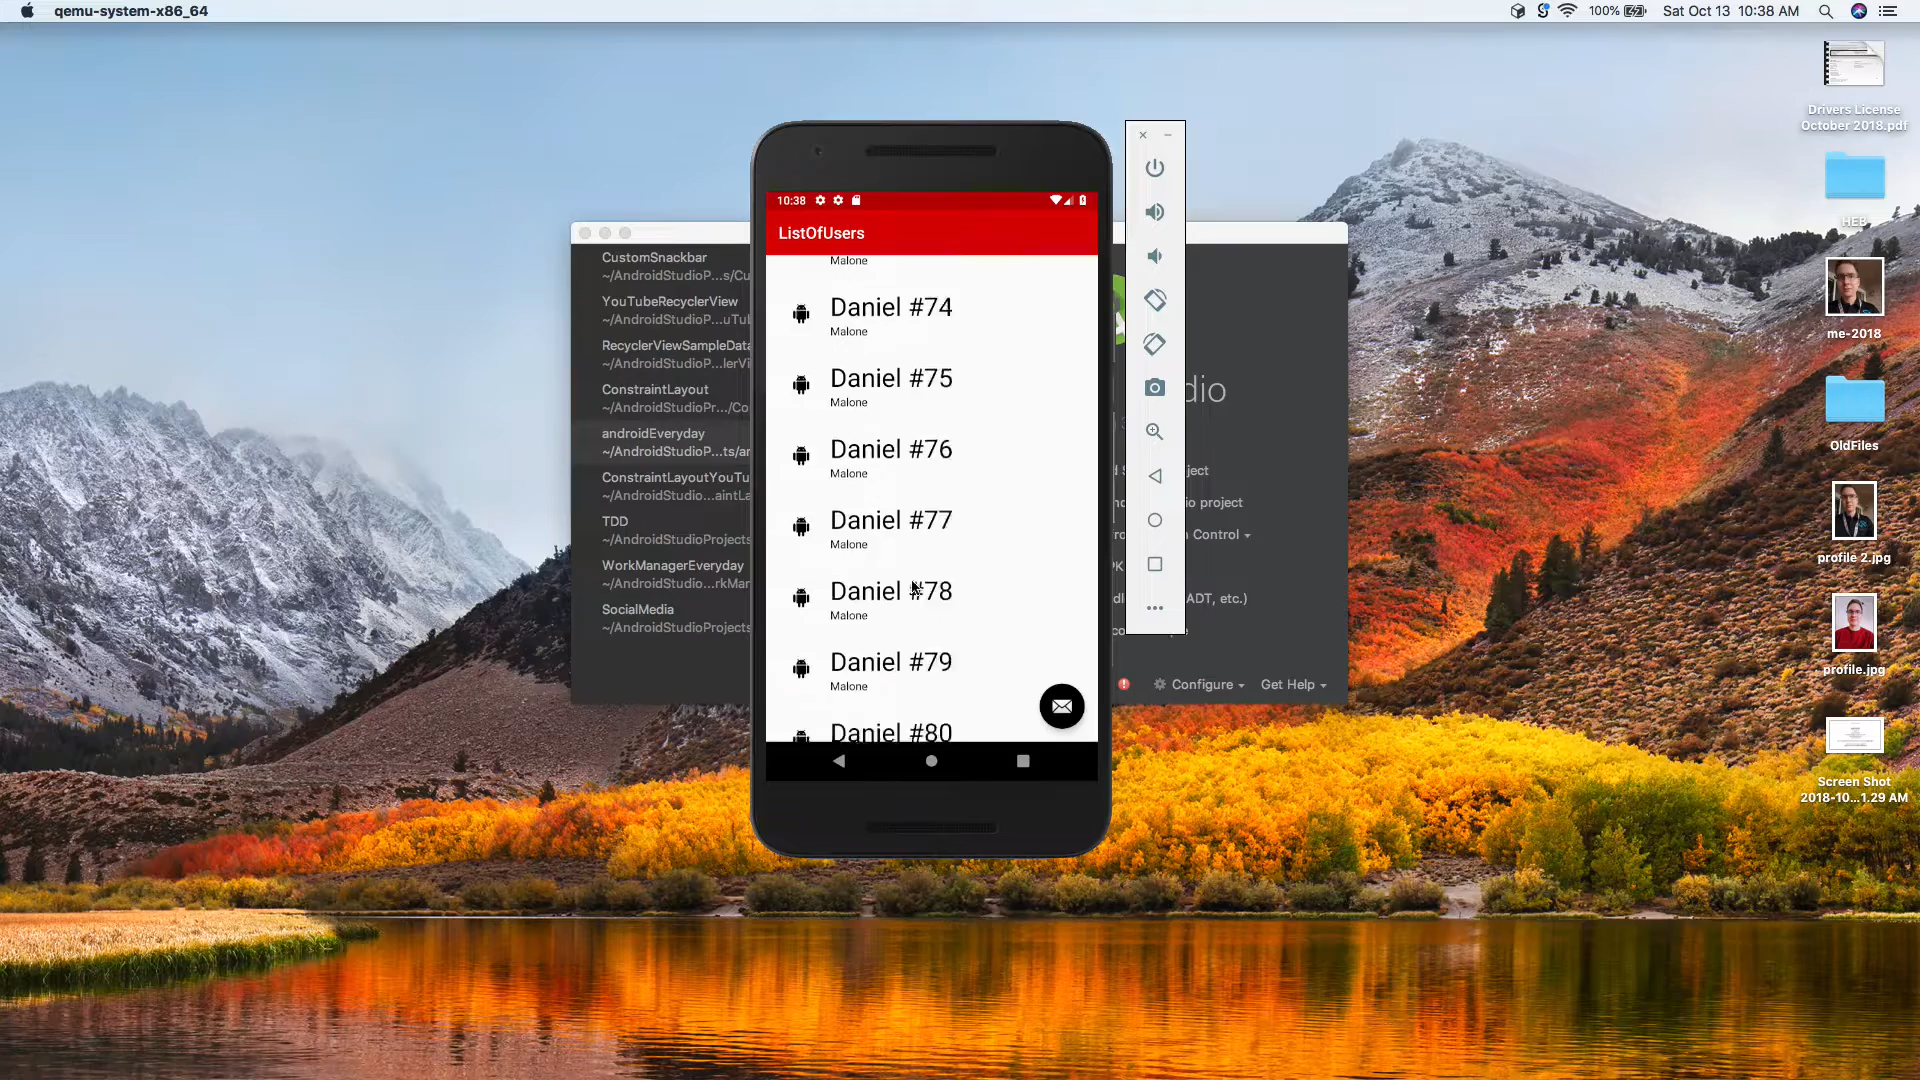 qemu-system-x86_64
100%
Sat Oct 13 10:38 AM
Drivers License
October 2018.pdf
HEB
me-2018
OldFiles
profile 2.jpg
profile.jpg
Screen Shot
2018-10...1.29 AM
CustomSnackbar
~/AndroidStudioP...s/Cu
YouTubeRecyclerView
~/AndroidStudioP...uTul
RecyclerViewSampleData
~/AndroidStudioP...lerVi
ConstraintLayout
~/AndroidStudioPr.../Co
androidEveryday
~/AndroidStudioP...ts/ar
ConstraintLayoutYouTu
~/AndroidStudio...aintLa
TDD
~/AndroidStudioProjects
WorkManagerEveryday
~/AndroidStudio...rkMar
SocialMedia
~/AndroidStudioProjects
10:38
ListOfUsers
Malone
Daniel #74
Malone
Daniel #75
Malone
Daniel #76
Malone
Daniel #77
Malone
Daniel #78
Malone
Daniel #79
Malone
Daniel #80
dio
ject
io project
Control
ADT, etc.)
Configure
Get Help